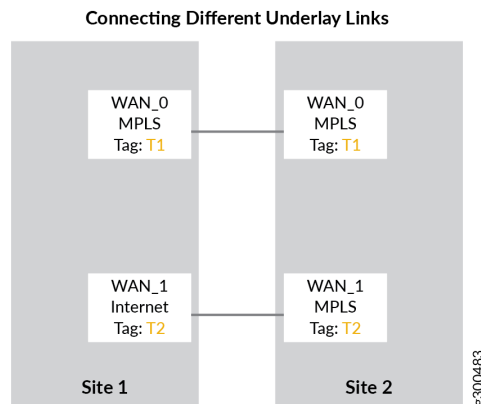 Connecting Different Underlay Links
WAN_0
MPLS
Tag: T1
WAN_0
MPLS
Tag: T1
WAN_1
Internet
Tag: T2
WAN_1
MPLS
Tag: T2
Site 1
Site 2
g300483